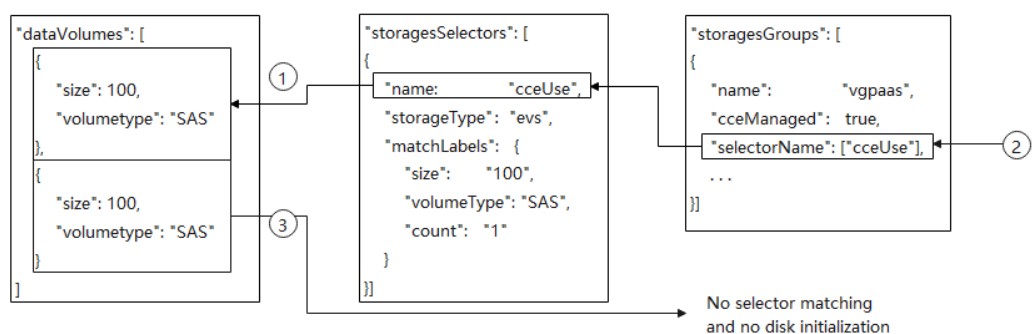 "dataVolumes": [
{
"size": 100,
"volumetype": "SAS"
},
{
"size": 100,
"volumetype": "SAS"
}
]
1
3
"storagesSelectors": [
{
"name: "cceUse",
"storageType": "evs",
"matchLabels": {
"size": "100",
"volumeType": "SAS",
"count": "1"
}
}]
"storagesGroups": [
{
"name": "vgpaas",
"cceManaged": true,
"selectorName": ["cceUse"],
...
}]
2
No selector matching
and no disk initialization